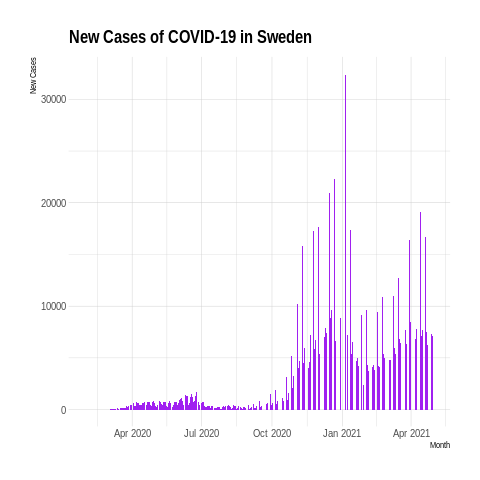 New Cases of COVID-19 in Sweden
New Cases
30000
20000
10000
0
Apr 2020 Jul 2020 Oct 2020 Jan 2021 Apr 2021
Month